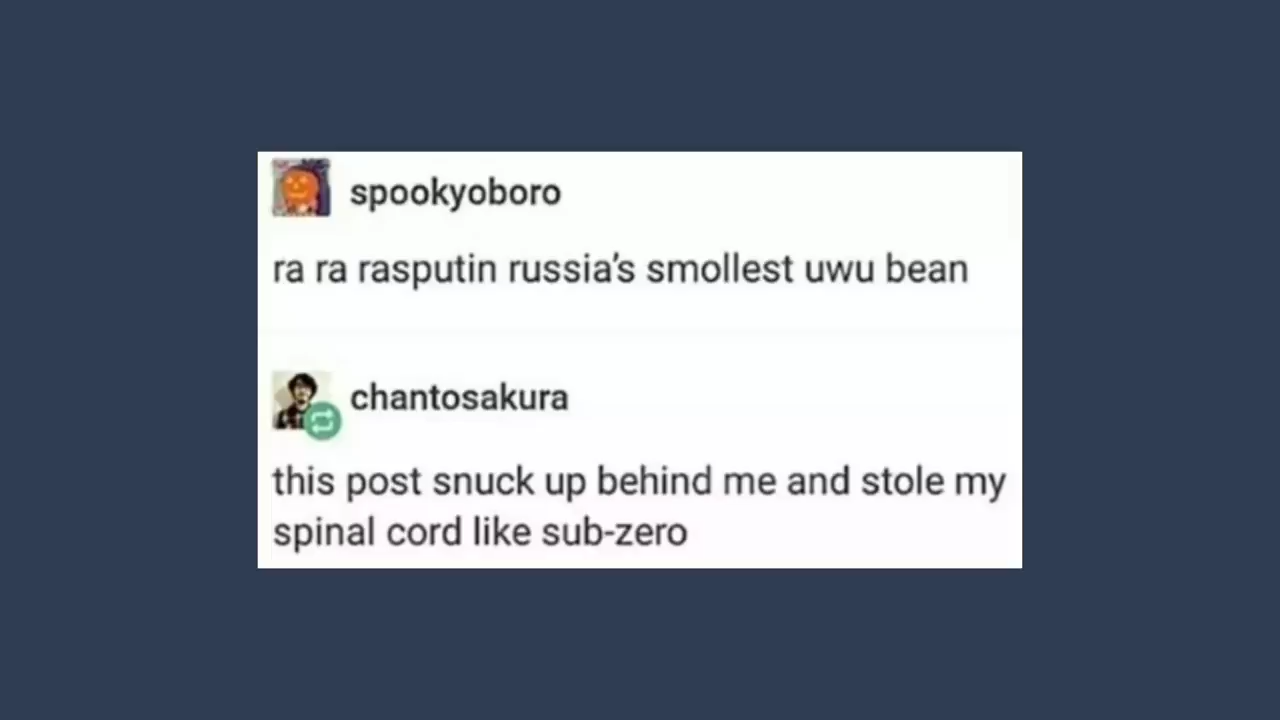 spookyoboro
ra ra rasputin russia's smollest uwu bean
chantosakura
this post snuck up behind me and stole my
spinal cord like sub-zero